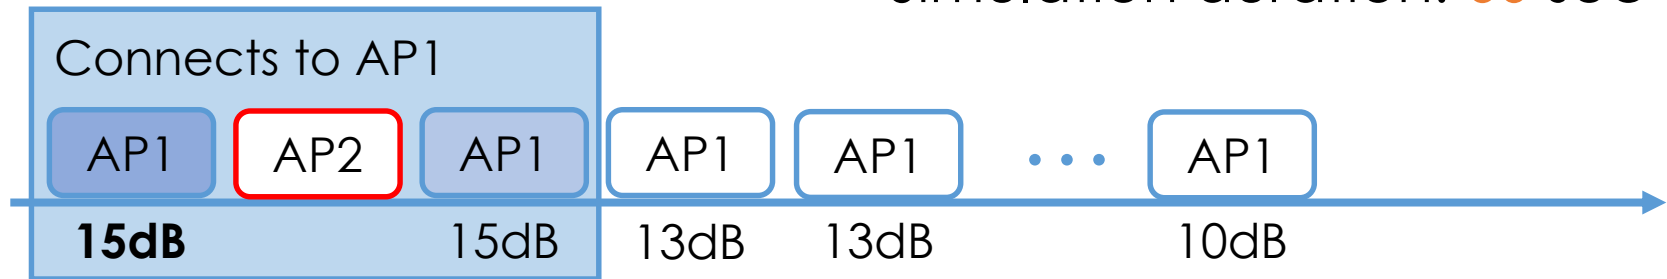 Connects to AP1
AP1 AP2 AP1 AP1 AP1 ... AP1
15dB 15dB 13dB 13dB 10dB